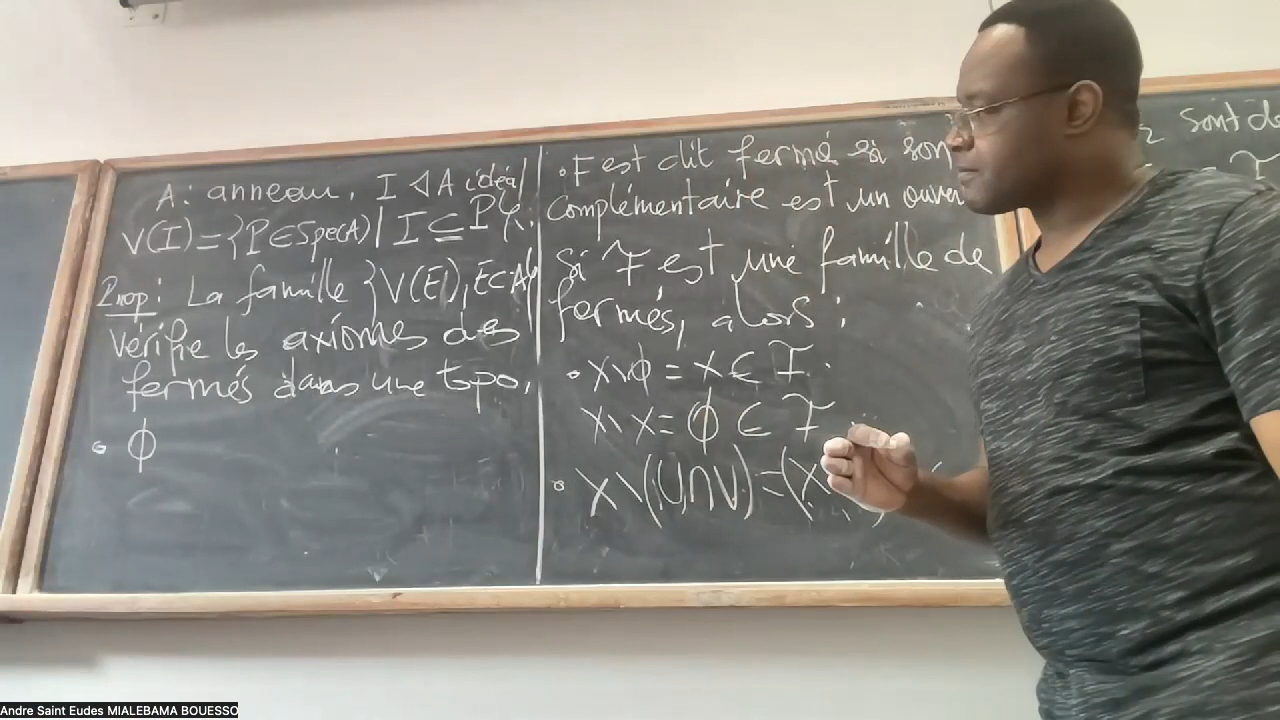 A: anneau, I ◁ A idéal
V(I) = {P ∈ Spec(A) | I ⊆ P}.
Prop: La famille {V(E), E⊂A}
vérifie les axiomes des
fermés dans une topo.
• ∅
• F est dit fermé si son
complémentaire est un ouver
Si F est une famille de
fermés, alors :
• X\∅ = X ∈ F.
X\X = ∅ ∈ F
• X\(U∩V) = (X
sont de
Andre Saint Eudes MIALEBAMA BOUESSO